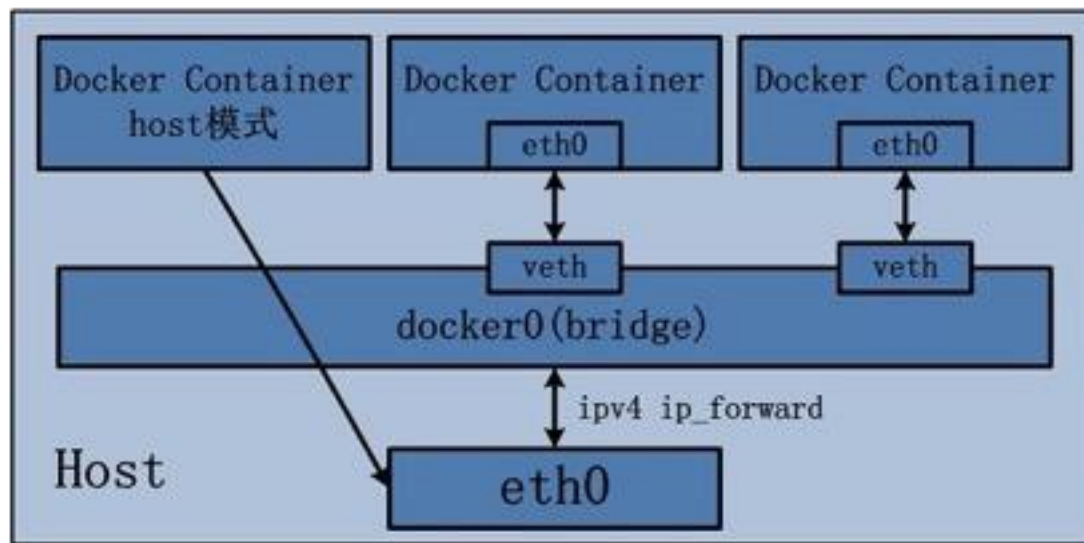 Docker Container
host模式
Docker Container
eth0
Docker Container
eth0
veth
veth
docker0(bridge)
ipv4 ip_forward
Host
eth0